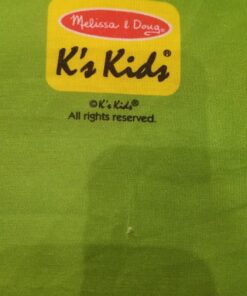 Melissa & Doug
K's Kids®
©K's Kids®
All rights reserved.